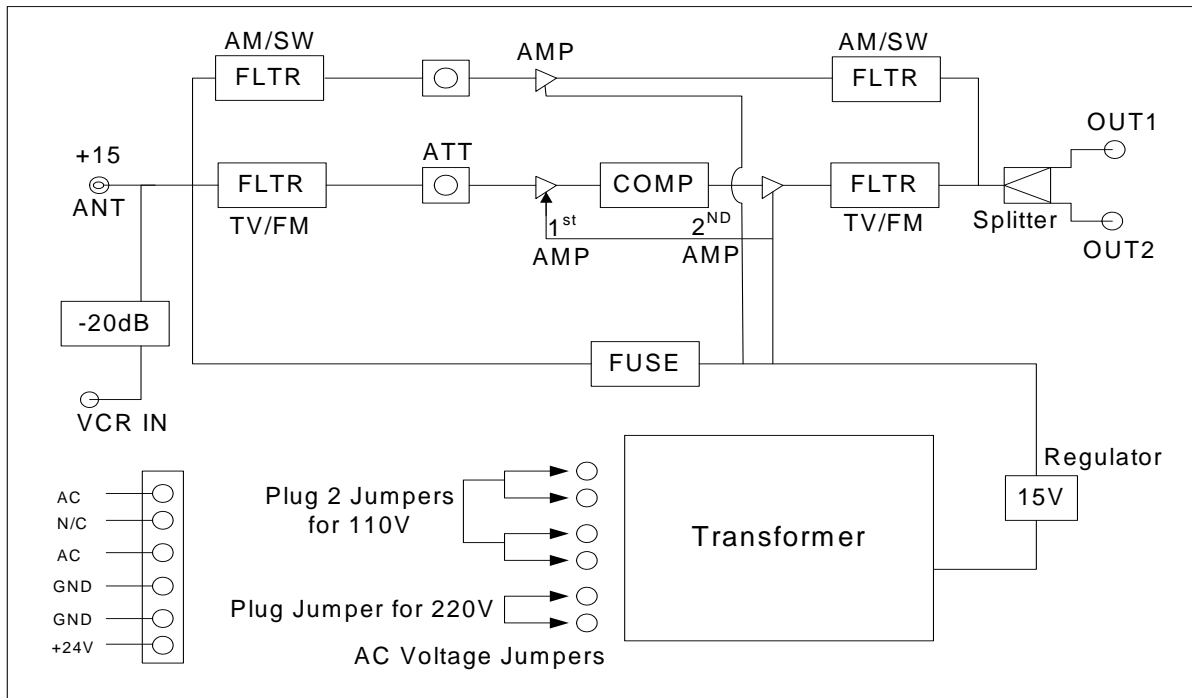 AM/SW
AMP
AM/SW
FLTR
FLTR
OUT1
+15
ATT
FLTR
COMP
FLTR
ANT
TV/FM
1st
2ND
TV/FM
Splitter
AMP
AMP
OUT2
-20dB
FUSE
VCR IN
Regulator
15V
AC
N/C
AC
GND
GND
+24V
Plug 2 Jumpers
for 110V
Transformer
Plug Jumper for 220V
AC Voltage Jumpers